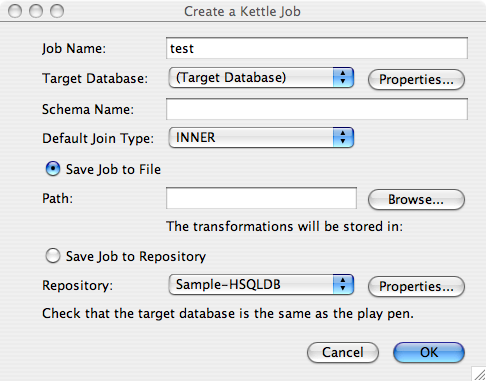 Create a Kettle Job
Job Name: test
Target Database: (Target Database) Properties...
Schema Name:
Default Join Type: INNER
Save Job to File
Path: Browse...
The transformations will be stored in:
Save Job to Repository
Repository: Sample-HSQLDB Properties...
Check that the target database is the same as the play pen.
Cancel OK